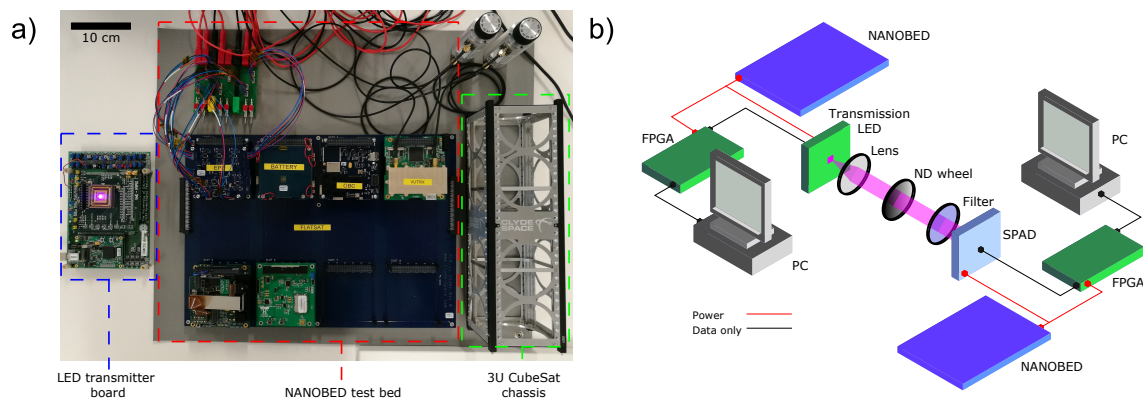 a)
10 cm
EPS
BATTERY
OBC
VUTRX
FLATSAT
CLYDE
SPACE
LED transmitter
board
NANOBED test bed
3U CubeSat
chassis
b)
NANOBED
Transmission
LED
FPGA
Lens
PC
ND wheel
Filter
SPAD
PC
FPGA
Power
Data only
NANOBED